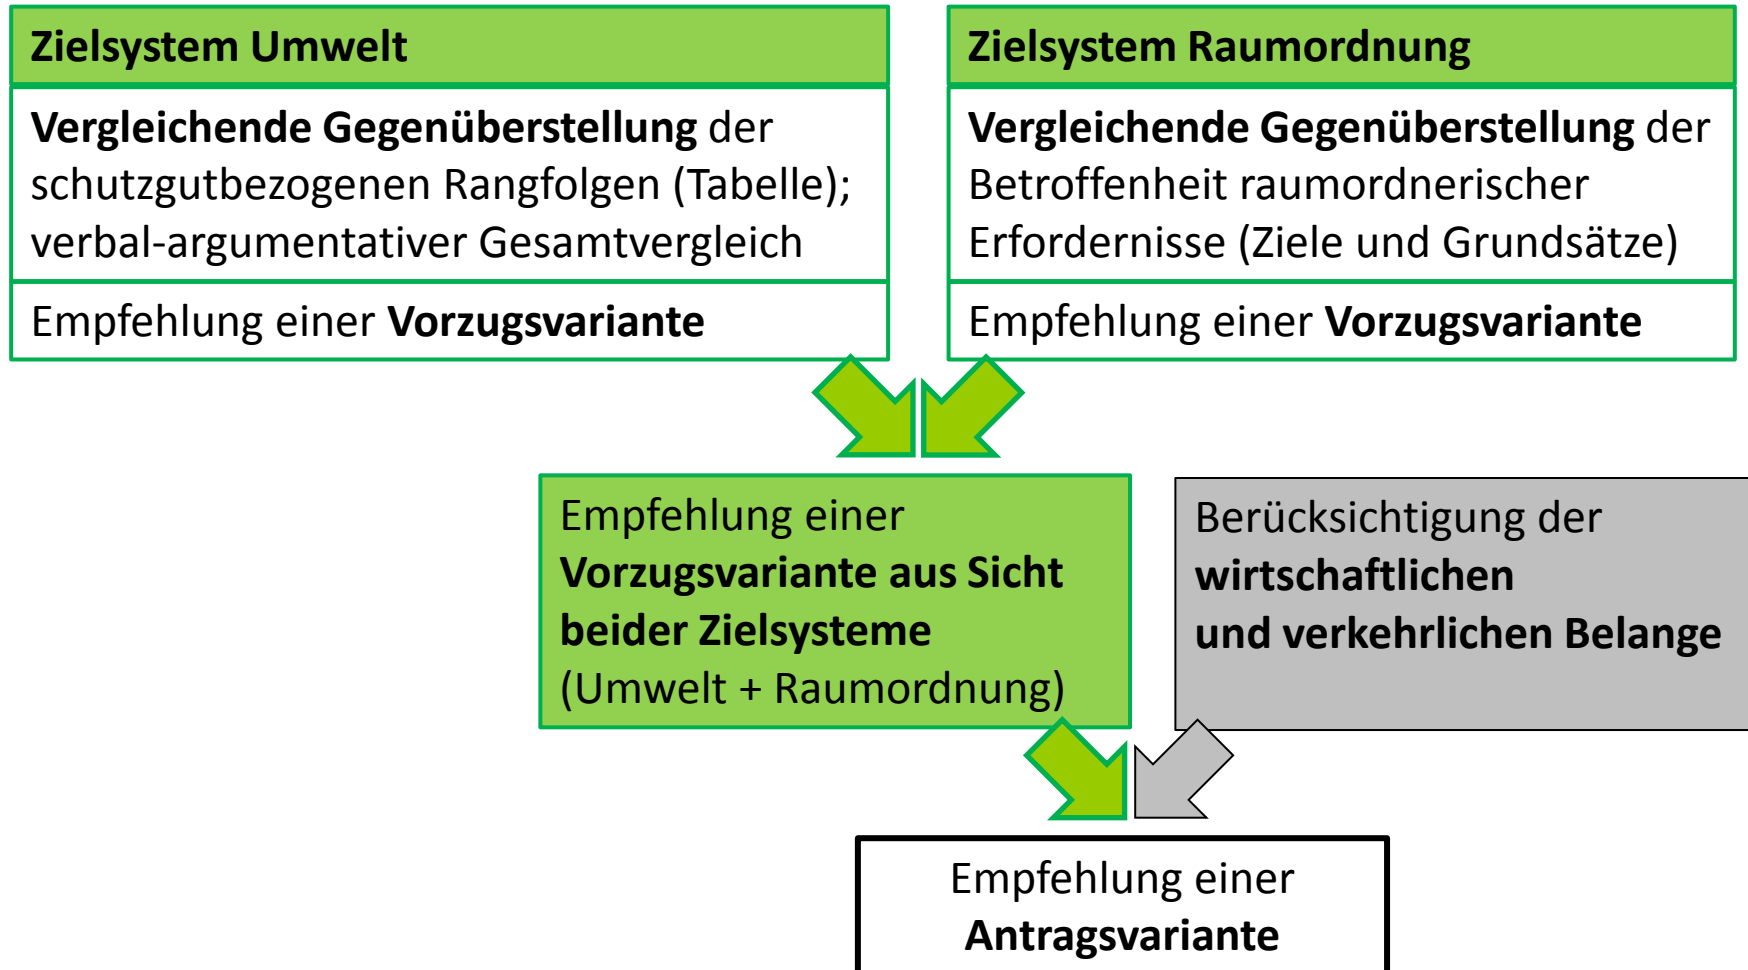 Zielsystem Umwelt
Vergleichende Gegenüberstellung der
schutzgutbezogenen Rangfolgen (Tabelle);
verbal-argumentativer Gesamtvergleich
Empfehlung einer Vorzugsvariante
Zielsystem Raumordnung
Vergleichende Gegenüberstellung der
Betroffenheit raumordnerischer
Erfordernisse (Ziele und Grundsätze)
Empfehlung einer Vorzugsvariante
Empfehlung einer
Vorzugsvariante aus Sicht
beider Zielsysteme
(Umwelt + Raumordnung)
Berücksichtigung der
wirtschaftlichen
und verkehrlichen Belange
Empfehlung einer
Antragsvariante